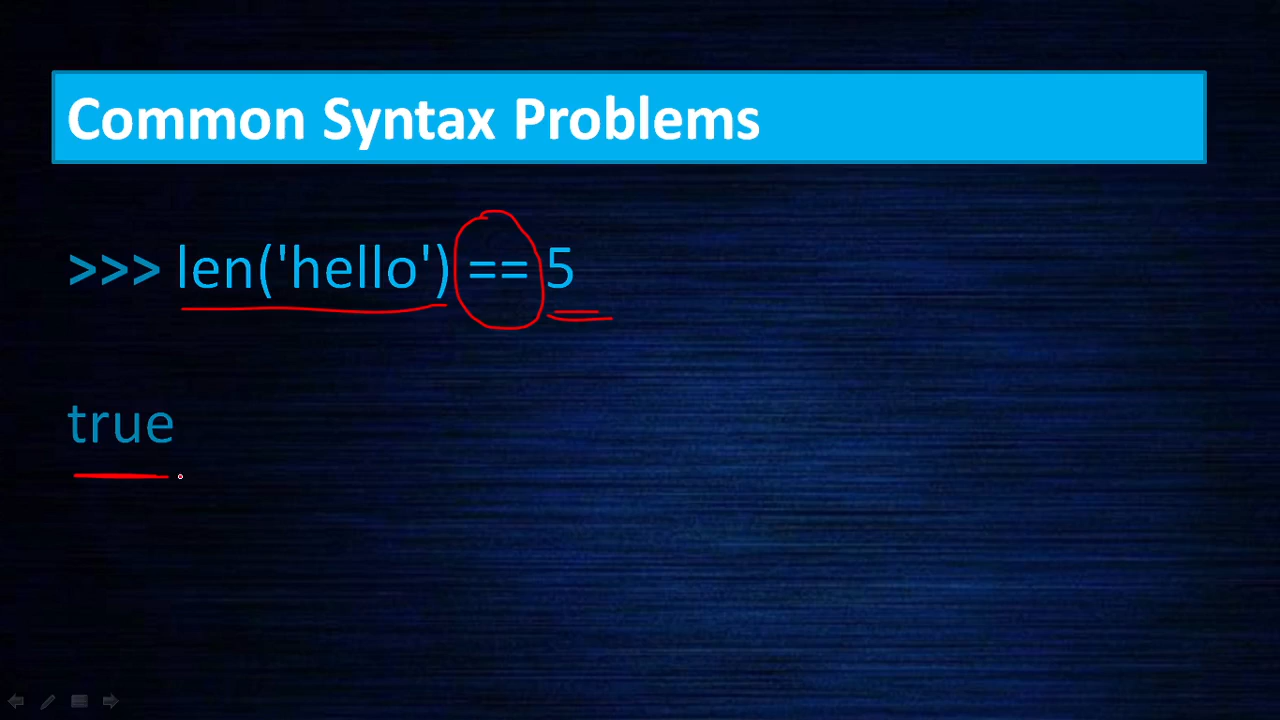 Common Syntax Problems
>>> len('hello') == 5
true